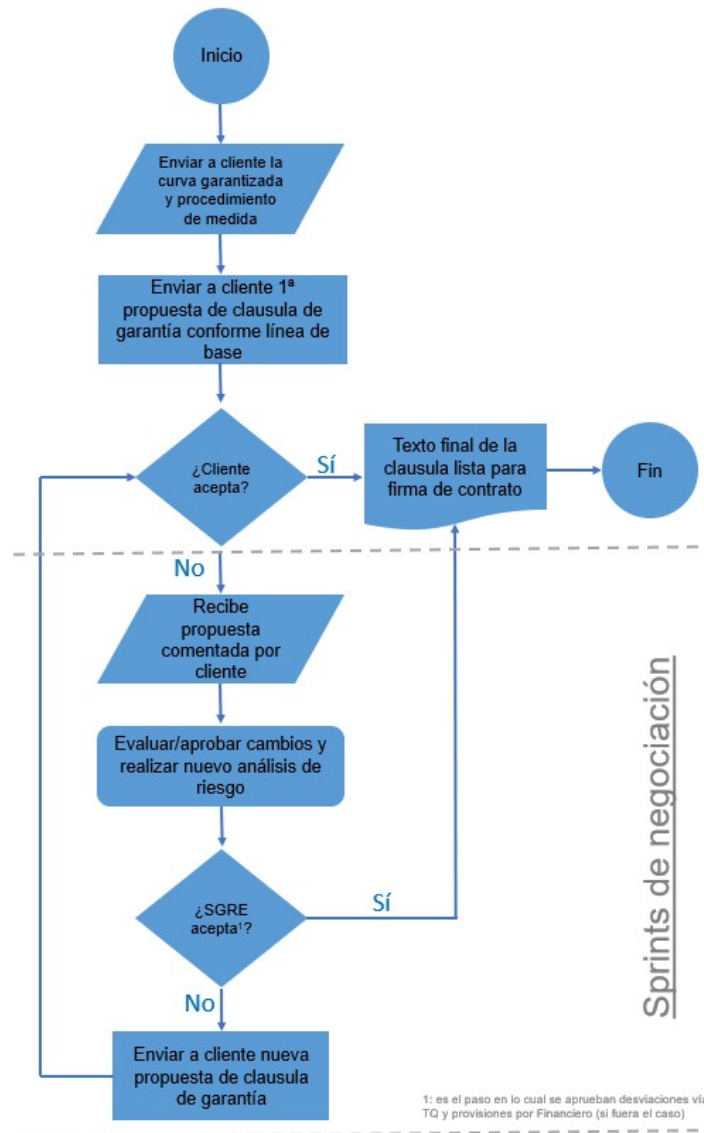 Inicio
Enviar a cliente la
curva garantizada
y procedimiento
de medida
Enviar a cliente 1ª
propuesta de clausula de
garantía conforme línea de
base
¿Cliente
acepta?
Sí
Texto final de la
clausula lista para
firma de contrato
Fin
No
Recibe
propuesta
comentada por
cliente
Evaluar/aprobar cambios y
realizar nuevo análisis de
riesgo
¿SGRE
acepta¹?
Sí
No
Enviar a cliente nueva
propuesta de clausula
de garantía
Sprints de negociación
1: es el paso en lo cual se aprueban desviaciones vía
TQ y provisiones por Financiero (si fuera el caso)